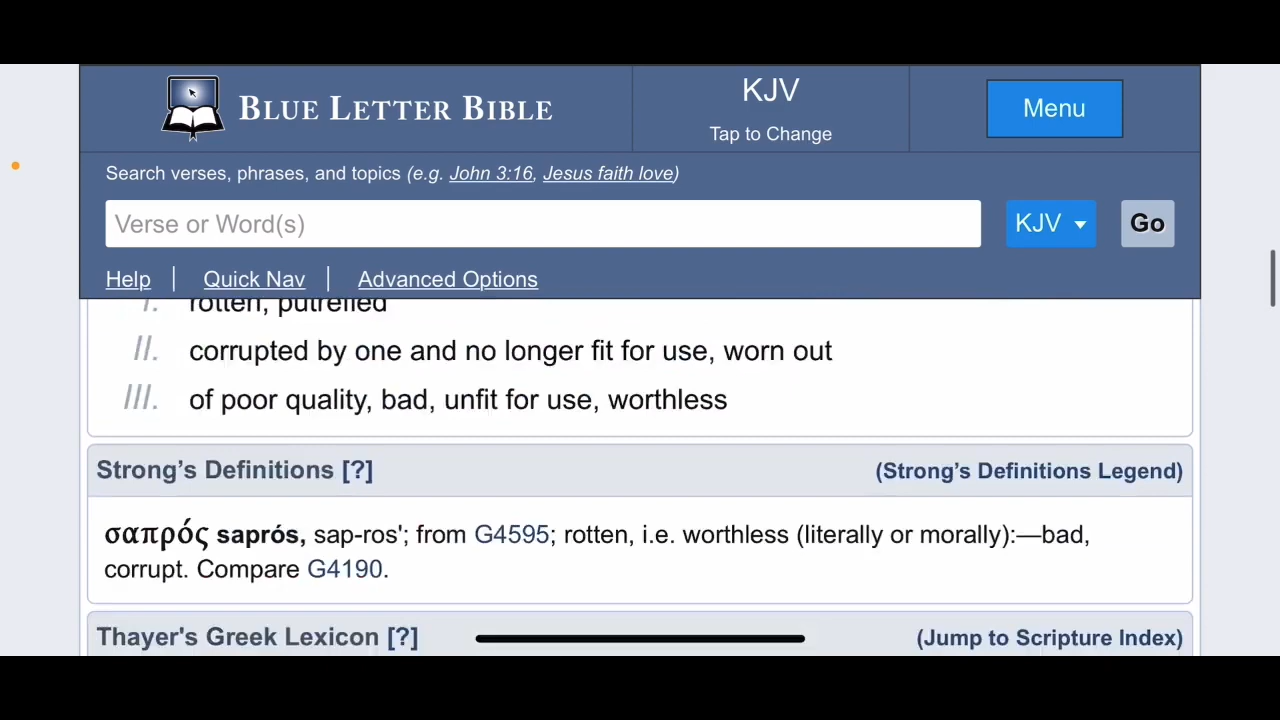 BLUE LETTER BIBLE
KJV
Tap to Change
Menu
Search verses, phrases, and topics (e.g. John 3:16, Jesus faith love)
Verse or Word(s)
KJV
Go
Help | Quick Nav | Advanced Options
I. rotten, putrefied
II. corrupted by one and no longer fit for use, worn out
III. of poor quality, bad, unfit for use, worthless
Strong's Definitions [?] (Strong's Definitions Legend)
σαπρός saprós, sap-ros'; from G4595; rotten, i.e. worthless (literally or morally):—bad,
corrupt. Compare G4190.
Thayer's Greek Lexicon [?] (Jump to Scripture Index)